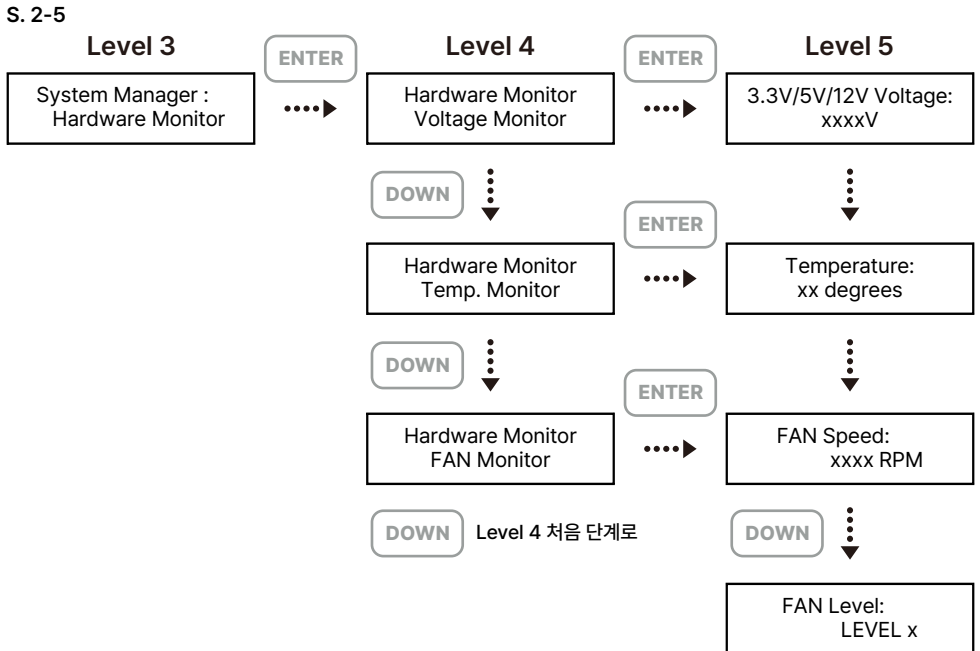 S. 2-5
Level 3
ENTER
Level 4
ENTER
Level 5
System Manager :
Hardware Monitor
Hardware Monitor
Voltage Monitor
3.3V/5V/12V Voltage:
xxxxV
DOWN
ENTER
Hardware Monitor
Temp. Monitor
Temperature:
xx degrees
DOWN
ENTER
Hardware Monitor
FAN Monitor
FAN Speed:
xxxx RPM
DOWN
Level 4 처음 단계로
DOWN
FAN Level:
LEVEL x